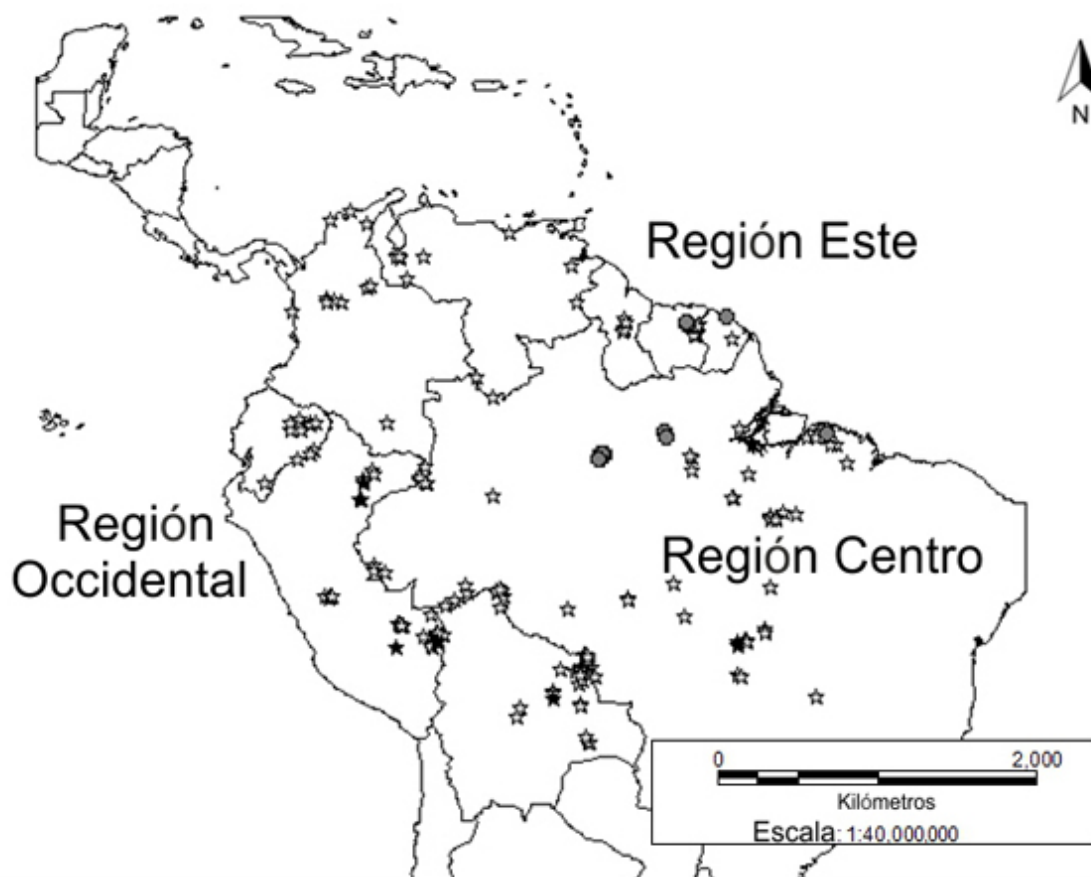 N
Región Este
Región
Occidental
Región Centro
0 2,000
Kilómetros
Escala: 1:40,000,000